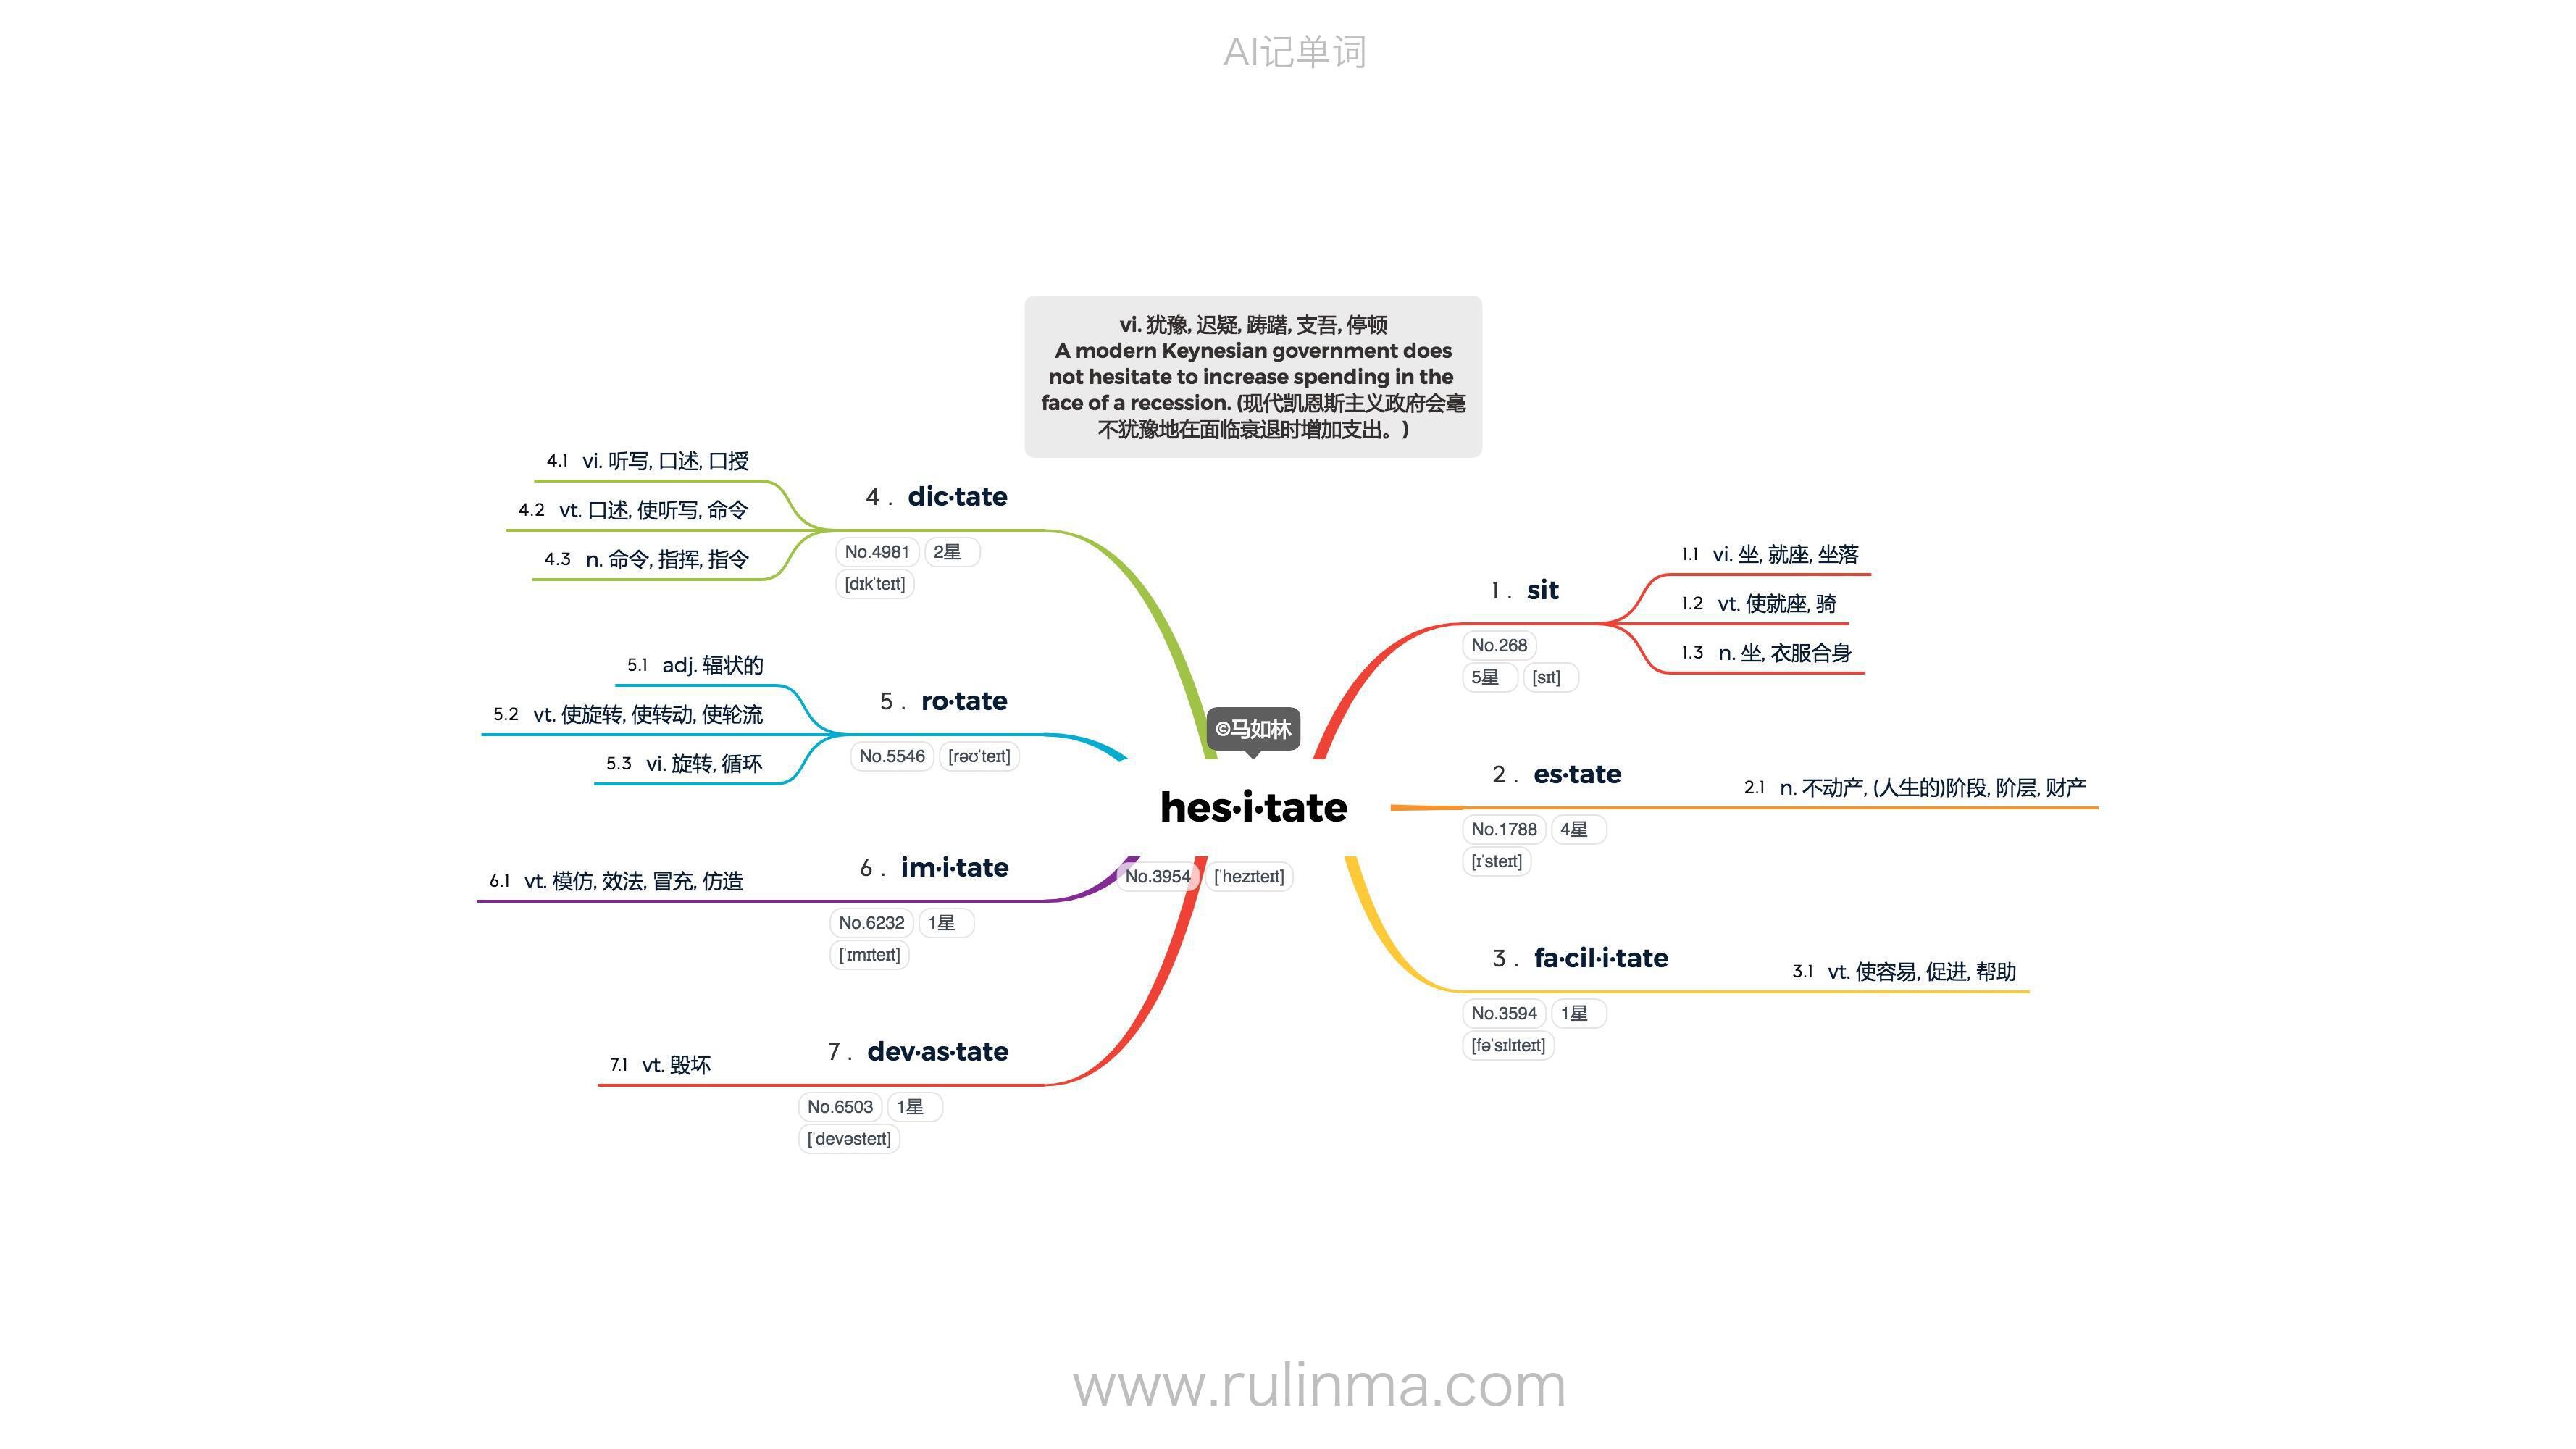 AI记单词
vi. 犹豫, 迟疑, 踌躇, 支吾, 停顿
A modern Keynesian government does
not hesitate to increase spending in the
face of a recession. (现代凯恩斯主义政府会毫
不犹豫地在面临衰退时增加支出。)
©马如林
hes·i·tate
No.3954 [ˈhezɪteɪt]
1 . sit
No.268
5星 [sɪt]
1.1 vi. 坐, 就座, 坐落
1.2 vt. 使就座, 骑
1.3 n. 坐, 衣服合身
2 . es·tate
No.1788 4星
[ɪˈsteɪt]
2.1 n. 不动产, (人生的)阶段, 阶层, 财产
3 . fa·cil·i·tate
No.3594 1星
[fəˈsɪlɪteɪt]
3.1 vt. 使容易, 促进, 帮助
4 . dic·tate
No.4981 2星
[dɪkˈteɪt]
4.1 vi. 听写, 口述, 口授
4.2 vt. 口述, 使听写, 命令
4.3 n. 命令, 指挥, 指令
5 . ro·tate
No.5546 [rəʊˈteɪt]
5.1 adj. 辐状的
5.2 vt. 使旋转, 使转动, 使轮流
5.3 vi. 旋转, 循环
6 . im·i·tate
No.6232 1星
[ˈɪmɪteɪt]
6.1 vt. 模仿, 效法, 冒充, 仿造
7 . dev·as·tate
No.6503 1星
[ˈdevəsteɪt]
7.1 vt. 毁坏
www.rulinma.com